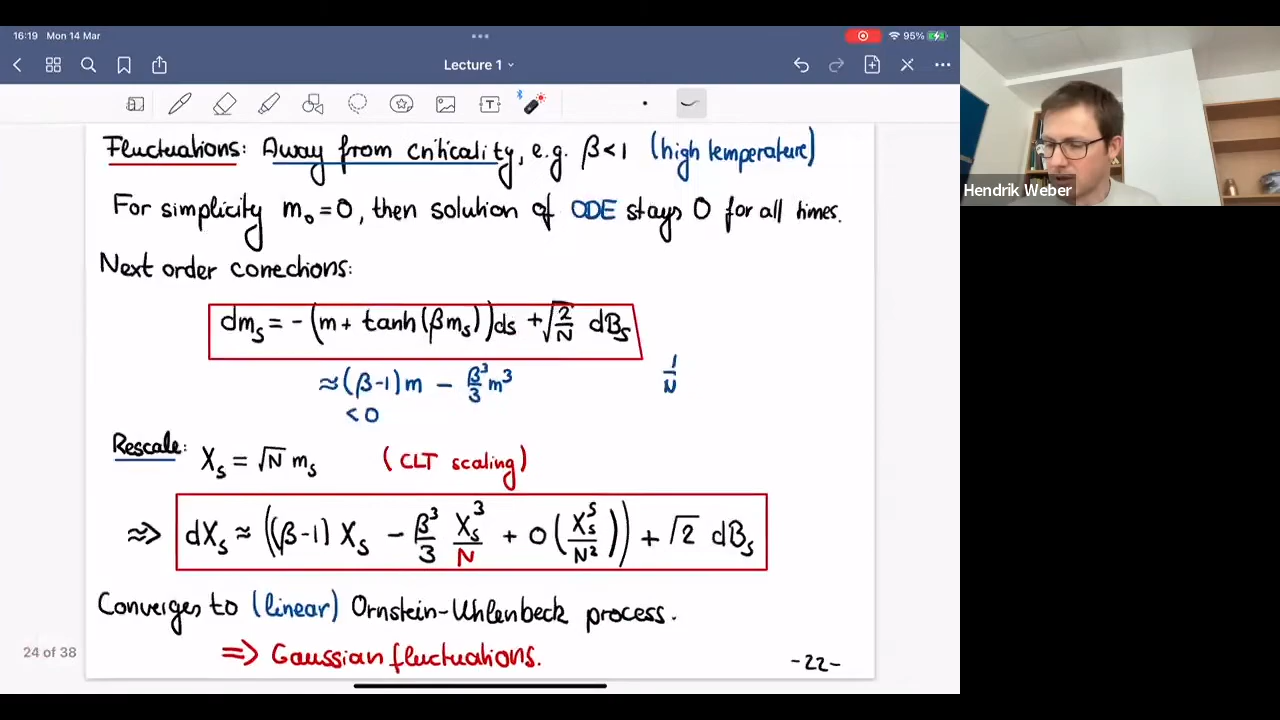 16:19 Mon 14 Mar
95%
Lecture 1
Hendrik Weber
Fluctuations: Away from criticality, e.g. β<1 (high temperature)
For simplicity m₀=0, then solution of ODE stays 0 for all times.
Next order corrections:
dmₛ = -(m + tanh(βmₛ))ds + √(2/N) dBₛ
≈(β-1)m - β³/3 m³
1/N
<0
Rescale: Xₛ = √N mₛ (CLT scaling)
⇒ dXₛ ≈ ((β-1) Xₛ - β³/3 Xₛ³/N + O(Xₛ⁵/N²)) + √2 dBₛ
Converges to (linear) Ornstein-Uhlenbeck process.
⇒ Gaussian fluctuations.
24 of 38
-22-